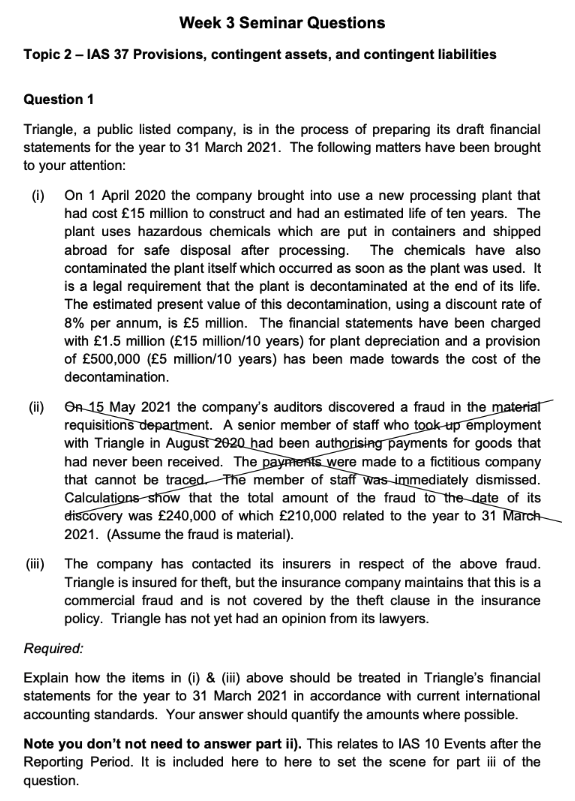 Week 3 Seminar Questions
Topic 2 – IAS 37 Provisions, contingent assets, and contingent liabilities
Question 1
Triangle, a public listed company, is in the process of preparing its draft financial
statements for the year to 31 March 2021. The following matters have been brought
to your attention:
(i) On 1 April 2020 the company brought into use a new processing plant that
had cost £15 million to construct and had an estimated life of ten years. The
plant uses hazardous chemicals which are put in containers and shipped
abroad for safe disposal after processing. The chemicals have also
contaminated the plant itself which occurred as soon as the plant was used. It
is a legal requirement that the plant is decontaminated at the end of its life.
The estimated present value of this decontamination, using a discount rate of
8% per annum, is £5 million. The financial statements have been charged
with £1.5 million (£15 million/10 years) for plant depreciation and a provision
of £500,000 (£5 million/10 years) has been made towards the cost of the
decontamination.
(ii) On 15 May 2021 the company's auditors discovered a fraud in the material
requisitions department. A senior member of staff who took up employment
with Triangle in August 2020 had been authorising payments for goods that
had never been received. The payments were made to a fictitious company
that cannot be traced. The member of staff was immediately dismissed.
Calculations show that the total amount of the fraud to the date of its
discovery was £240,000 of which £210,000 related to the year to 31 March
2021. (Assume the fraud is material).
(iii) The company has contacted its insurers in respect of the above fraud.
Triangle is insured for theft, but the insurance company maintains that this is a
commercial fraud and is not covered by the theft clause in the insurance
policy. Triangle has not yet had an opinion from its lawyers.
Required:
Explain how the items in (i) & (iii) above should be treated in Triangle's financial
statements for the year to 31 March 2021 in accordance with current international
accounting standards. Your answer should quantify the amounts where possible.
Note you don't not need to answer part ii). This relates to IAS 10 Events after the
Reporting Period. It is included here to here to set the scene for part iii of the
question.